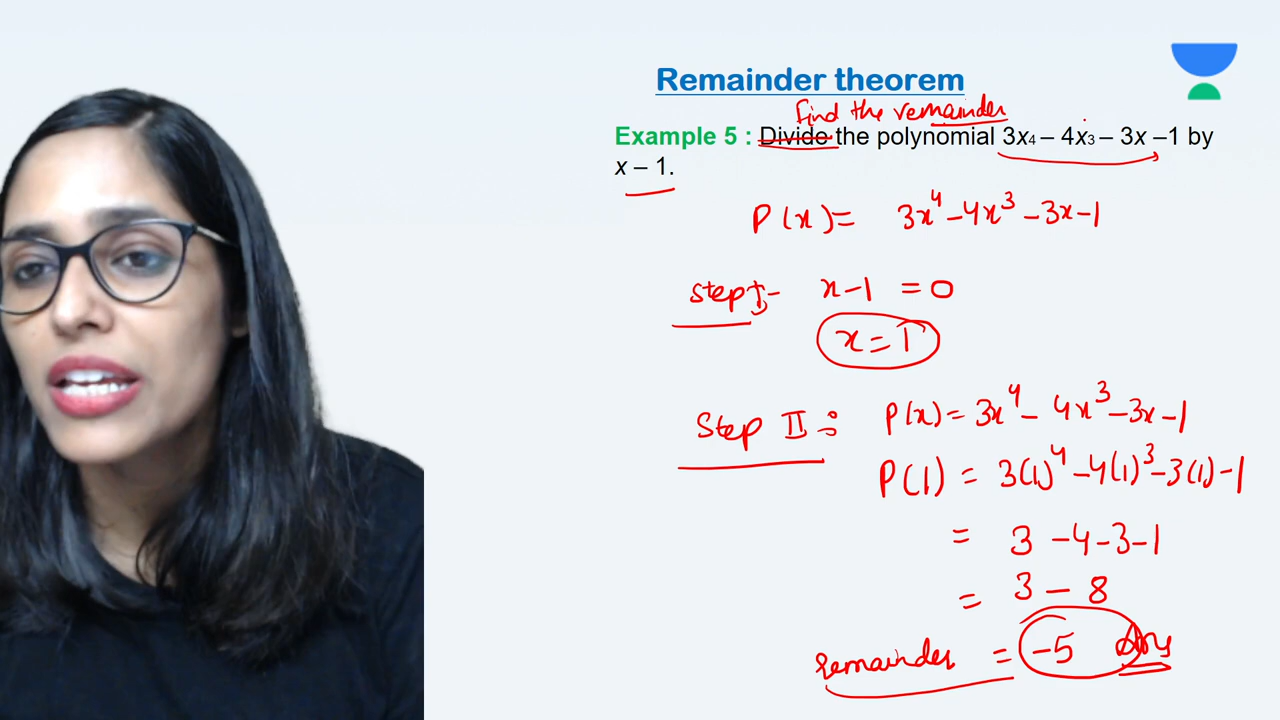 Remainder theorem
find the remainder
Example 5 : Divide the polynomial 3x4 – 4x3 – 3x –1 by
x – 1.
P(x) = 3x⁴ - 4x³ - 3x - 1
Step I :- x - 1 = 0
x = 1
Step II :- P(x) = 3x⁴ - 4x³ - 3x - 1
P(1) = 3(1)⁴ - 4(1)³ - 3(1) - 1
= 3 - 4 - 3 - 1
= 3 - 8
remainder = -5 Ans